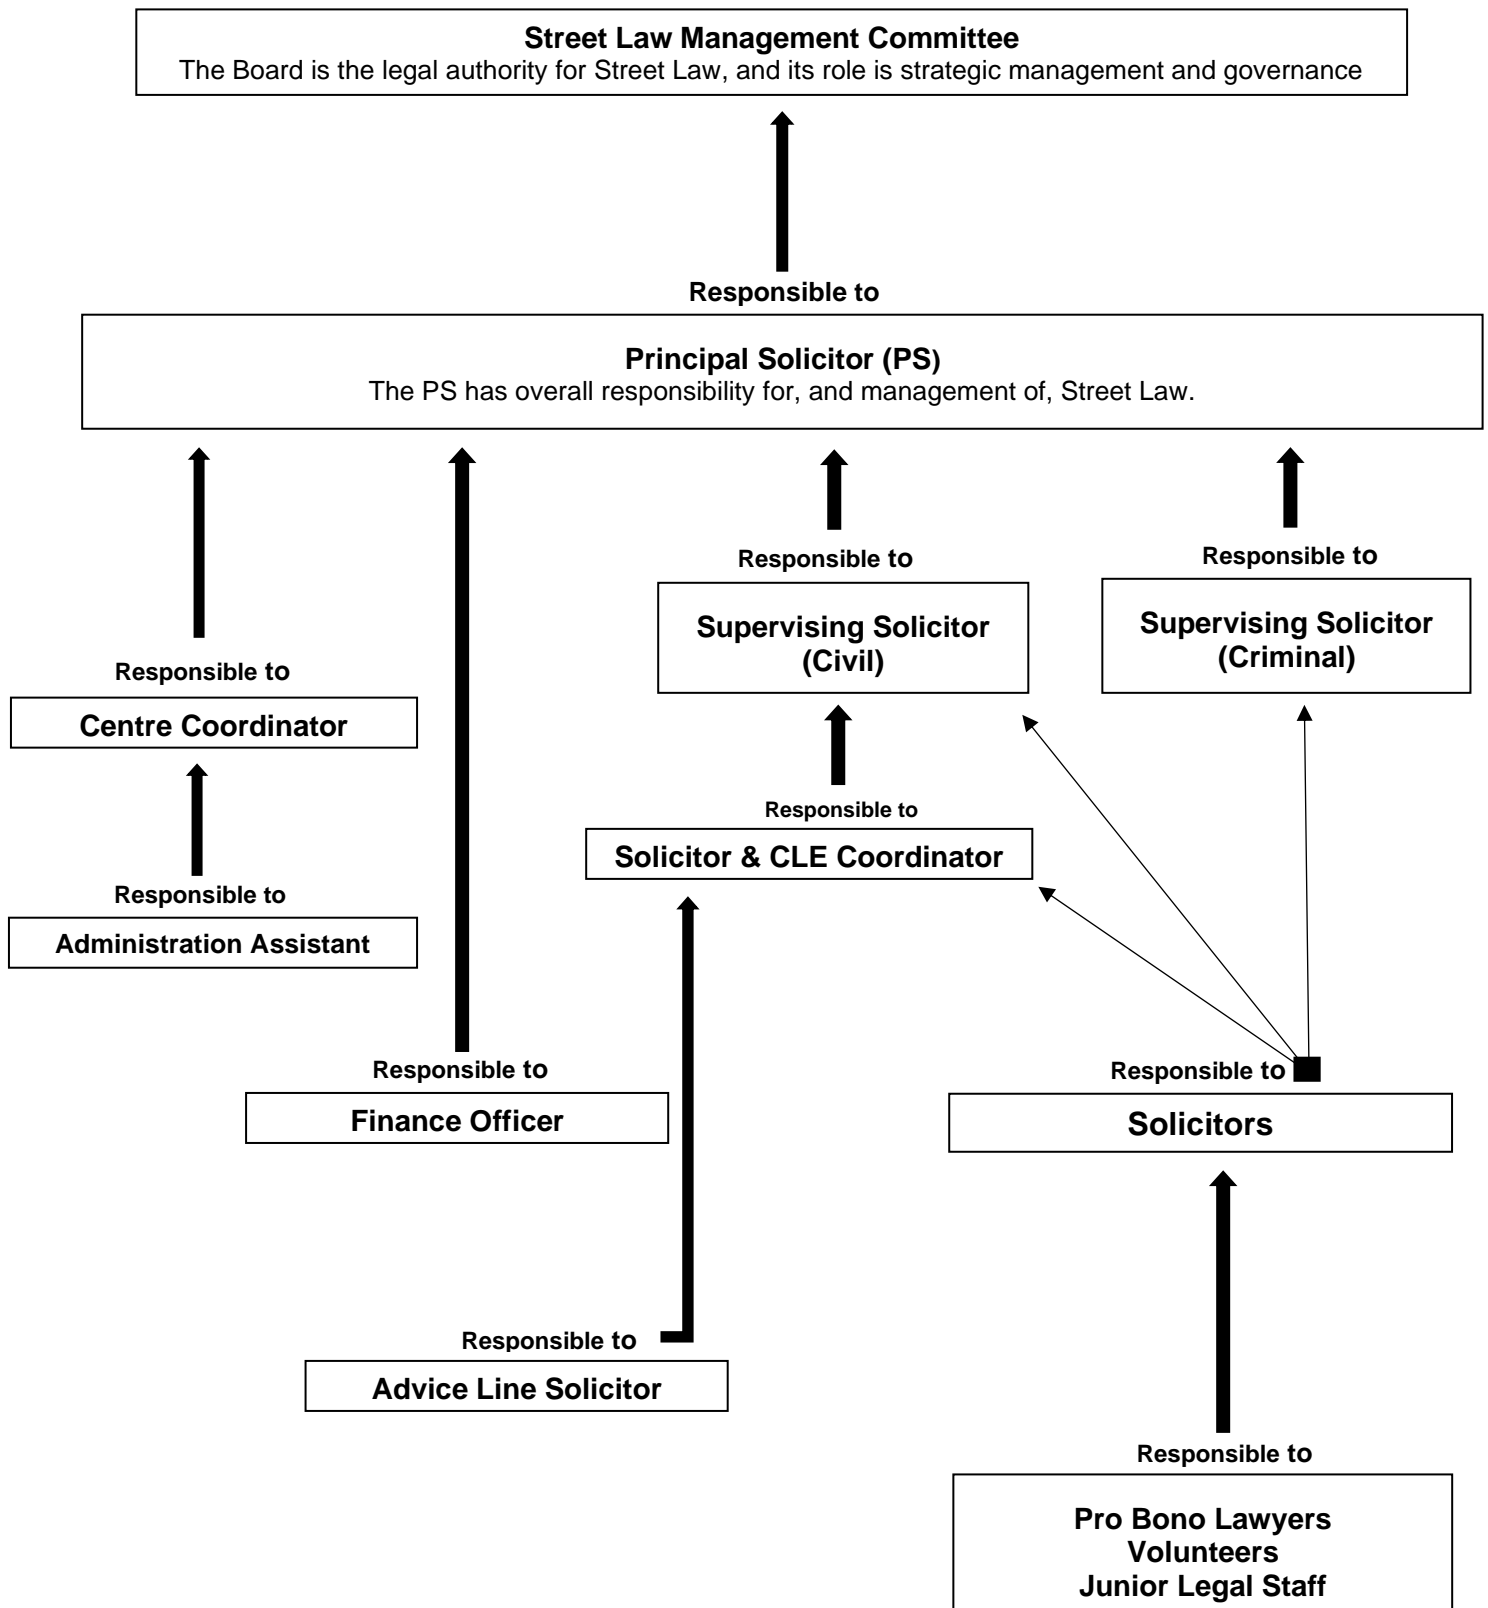 Street Law Management Committee
The Board is the legal authority for Street Law, and its role is strategic management and governance
Responsible to
Principal Solicitor (PS)
The PS has overall responsibility for, and management of, Street Law.
Responsible to
Responsible to
Supervising Solicitor
(Civil)
Supervising Solicitor
(Criminal)
Responsible to
Centre Coordinator
Responsible to
Solicitor & CLE Coordinator
Responsible to
Administration Assistant
Responsible to
Finance Officer
Responsible to
Solicitors
Responsible to
Advice Line Solicitor
Responsible to
Pro Bono Lawyers
Volunteers
Junior Legal Staff